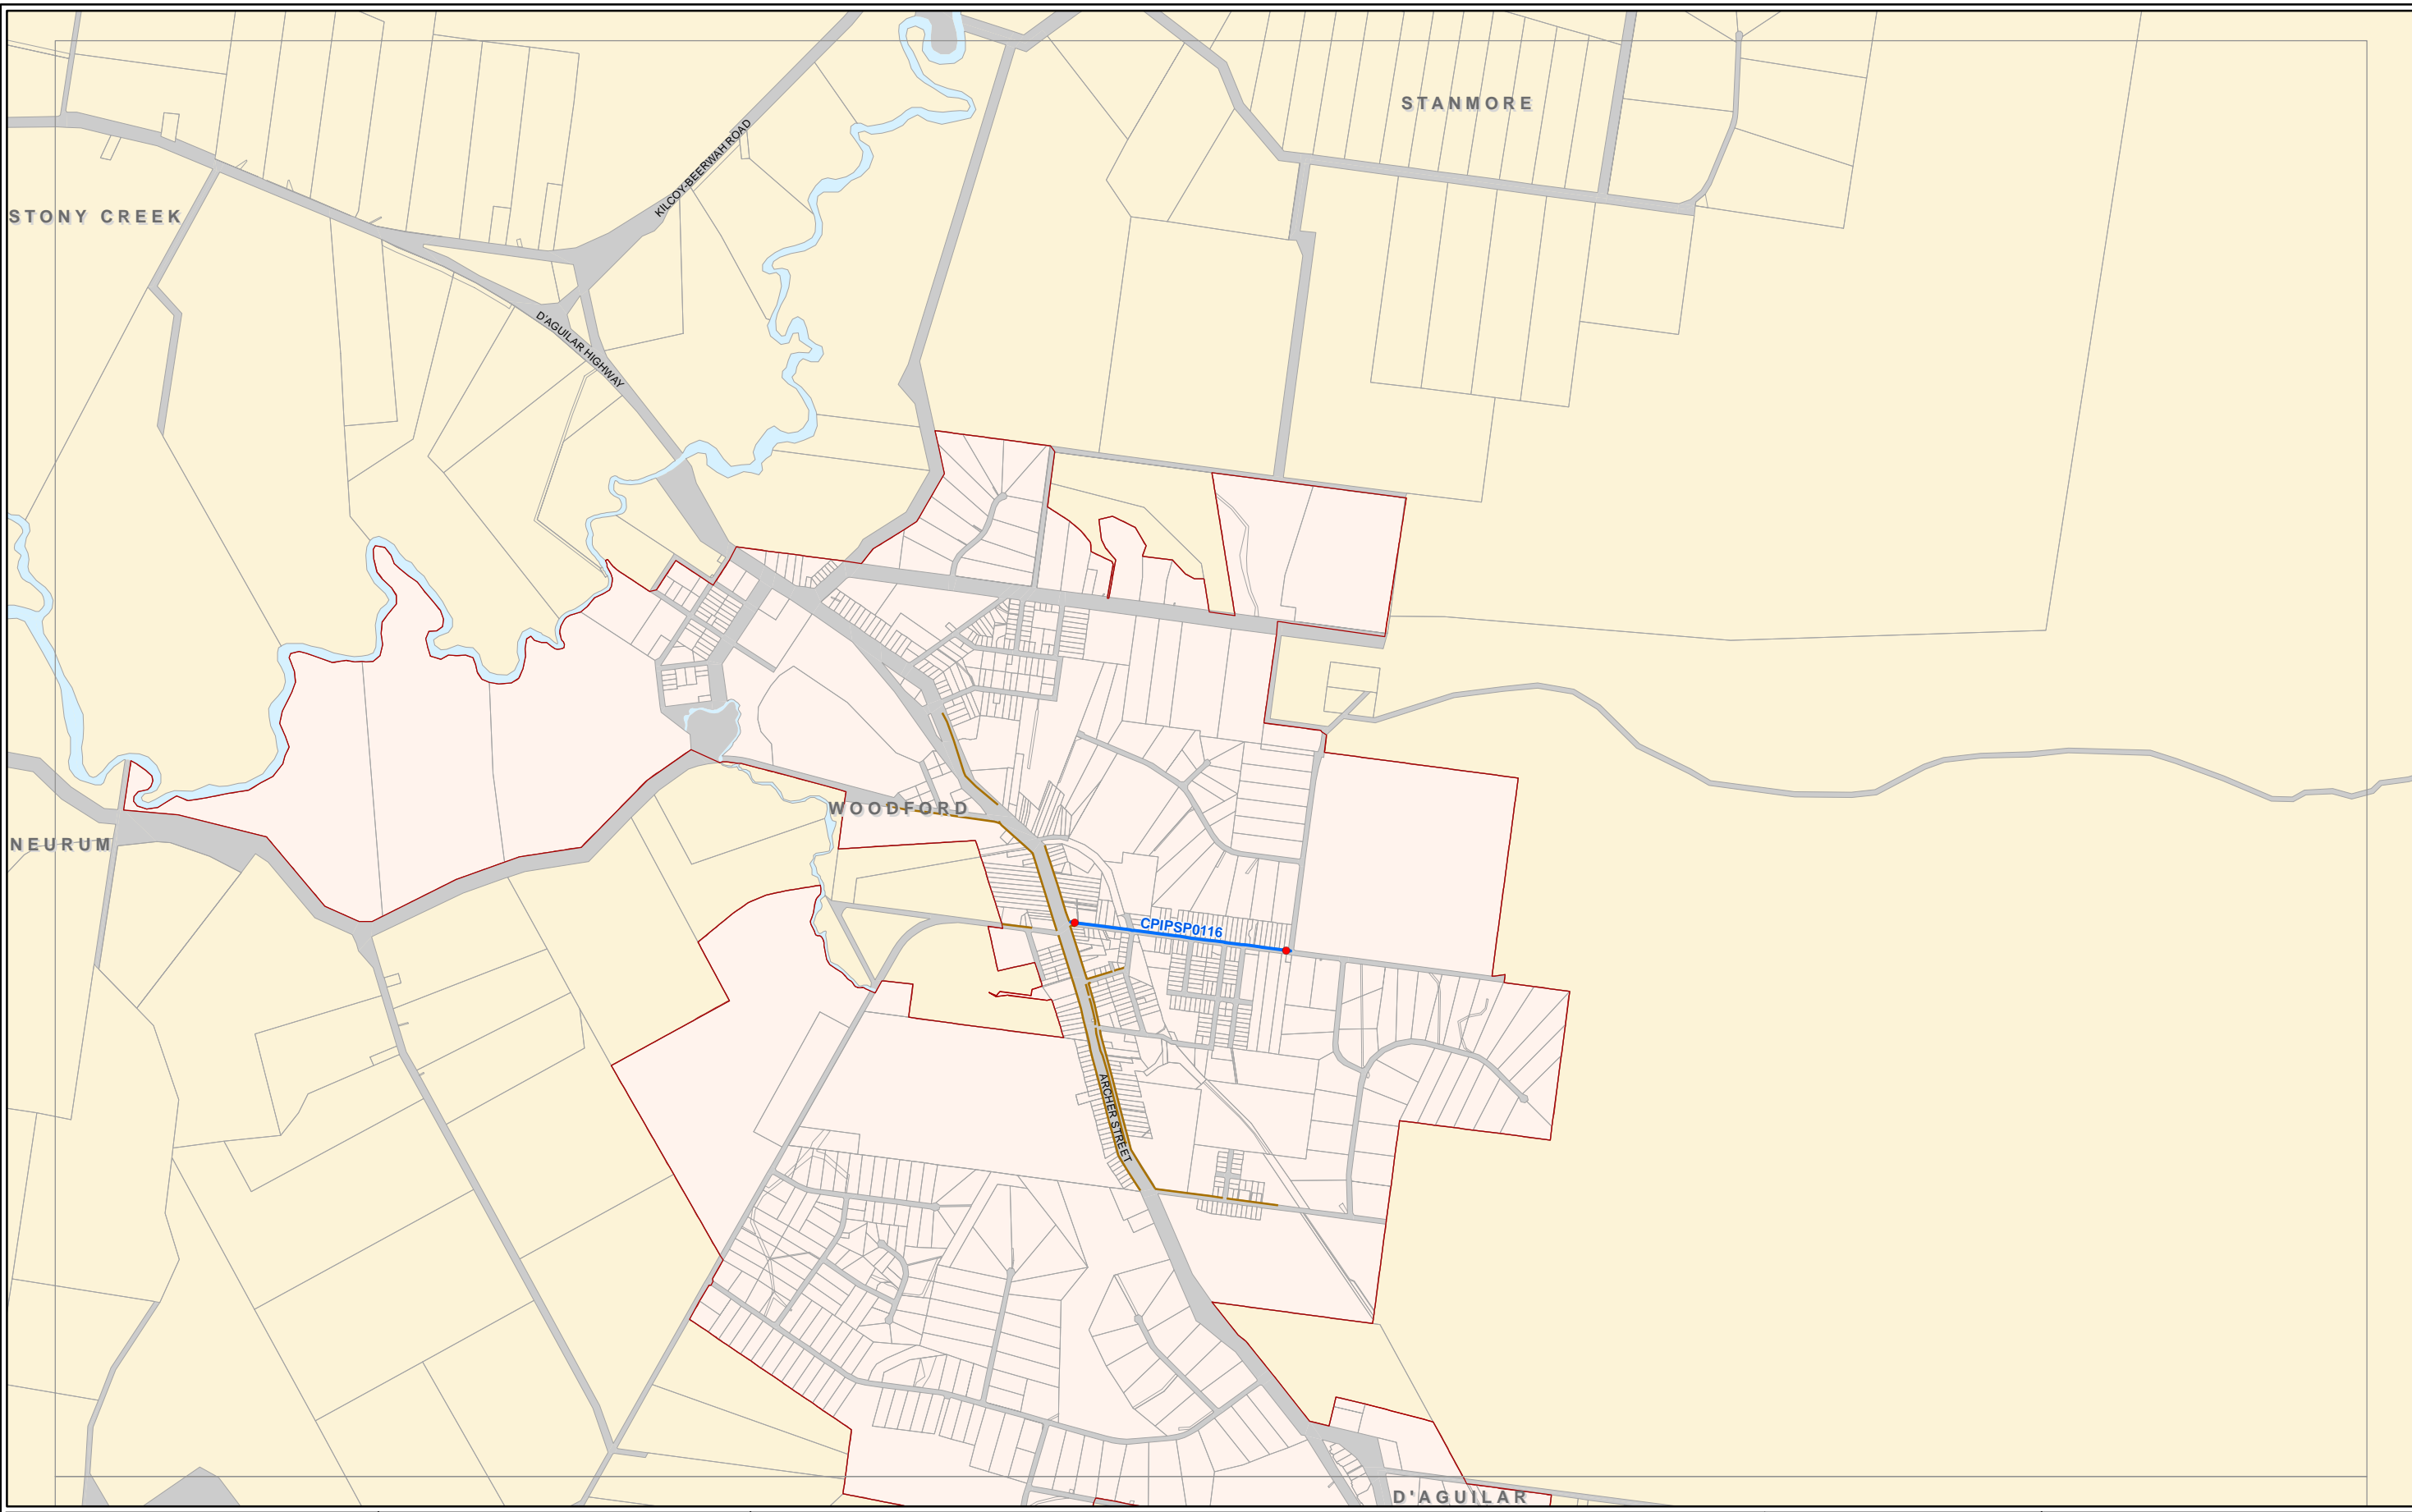 STANMORE
KILCOY-BEERWAH ROAD
STONY CREEK
D'AGUILAR HIGHWAY
WOODFORD
NEURUM
CPIPSP0116
ARCHER STREET
D'AGUILAR